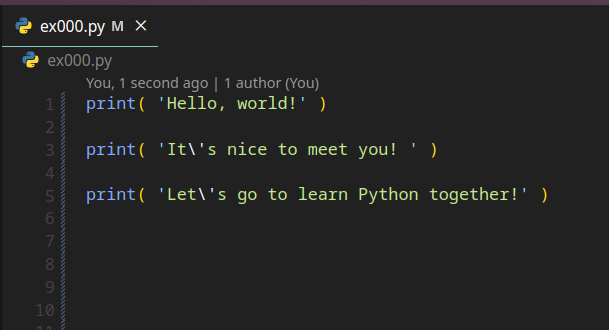 ex000.py M ×
ex000.py
You, 1 second ago | 1 author (You)
1 print( 'Hello, world!' )
2
3 print( 'It\'s nice to meet you! ' )
4
5 print( 'Let\'s go to learn Python together!' )
6
7
8
9
10
11